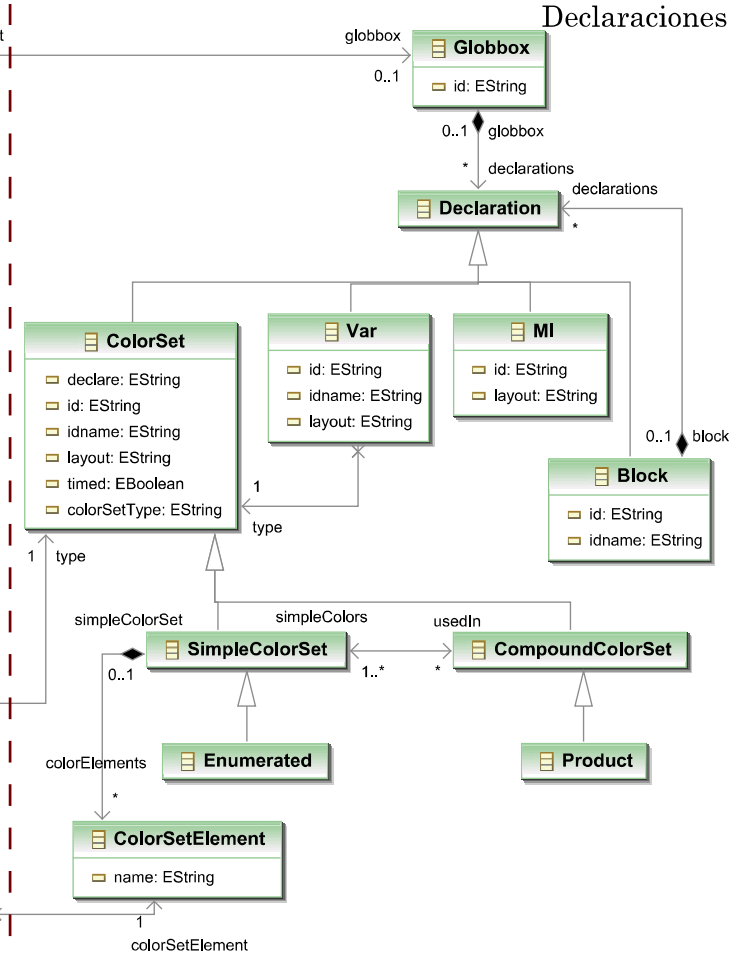 Declaraciones
t
globbox
0..1
Globbox
id: EString
0..1
globbox
*
declarations
Declaration
declarations
*
ColorSet
declare: EString
id: EString
idname: EString
layout: EString
timed: EBoolean
colorSetType: EString
Var
id: EString
idname: EString
layout: EString
Ml
id: EString
layout: EString
0..1
block
Block
id: EString
idname: EString
1
type
1
type
simpleColorSet
simpleColors
usedIn
SimpleColorSet
CompoundColorSet
0..1
1..*
*
Enumerated
Product
colorElements
*
ColorSetElement
name: EString
1
colorSetElement